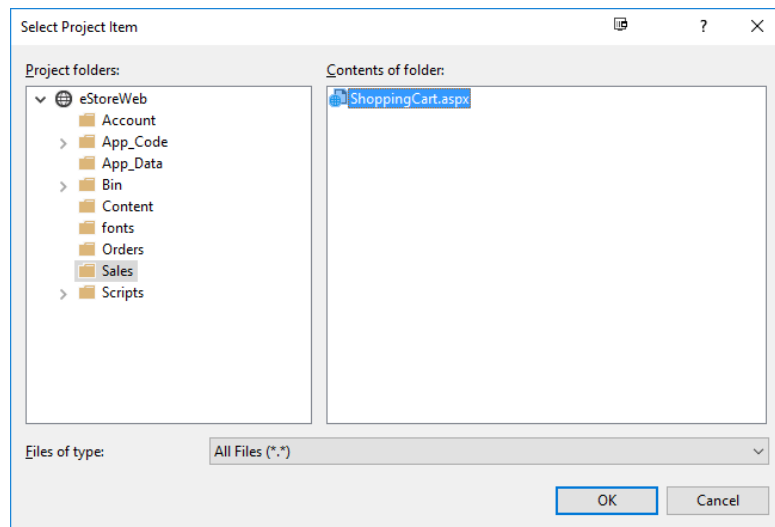 Select Project Item
?
Project folders:
Contents of folder:
eStoreWeb
Account
App_Code
App_Data
Bin
Content
fonts
Orders
Sales
Scripts
ShoppingCart.aspx
Files of type:
All Files (*.*)
OK
Cancel